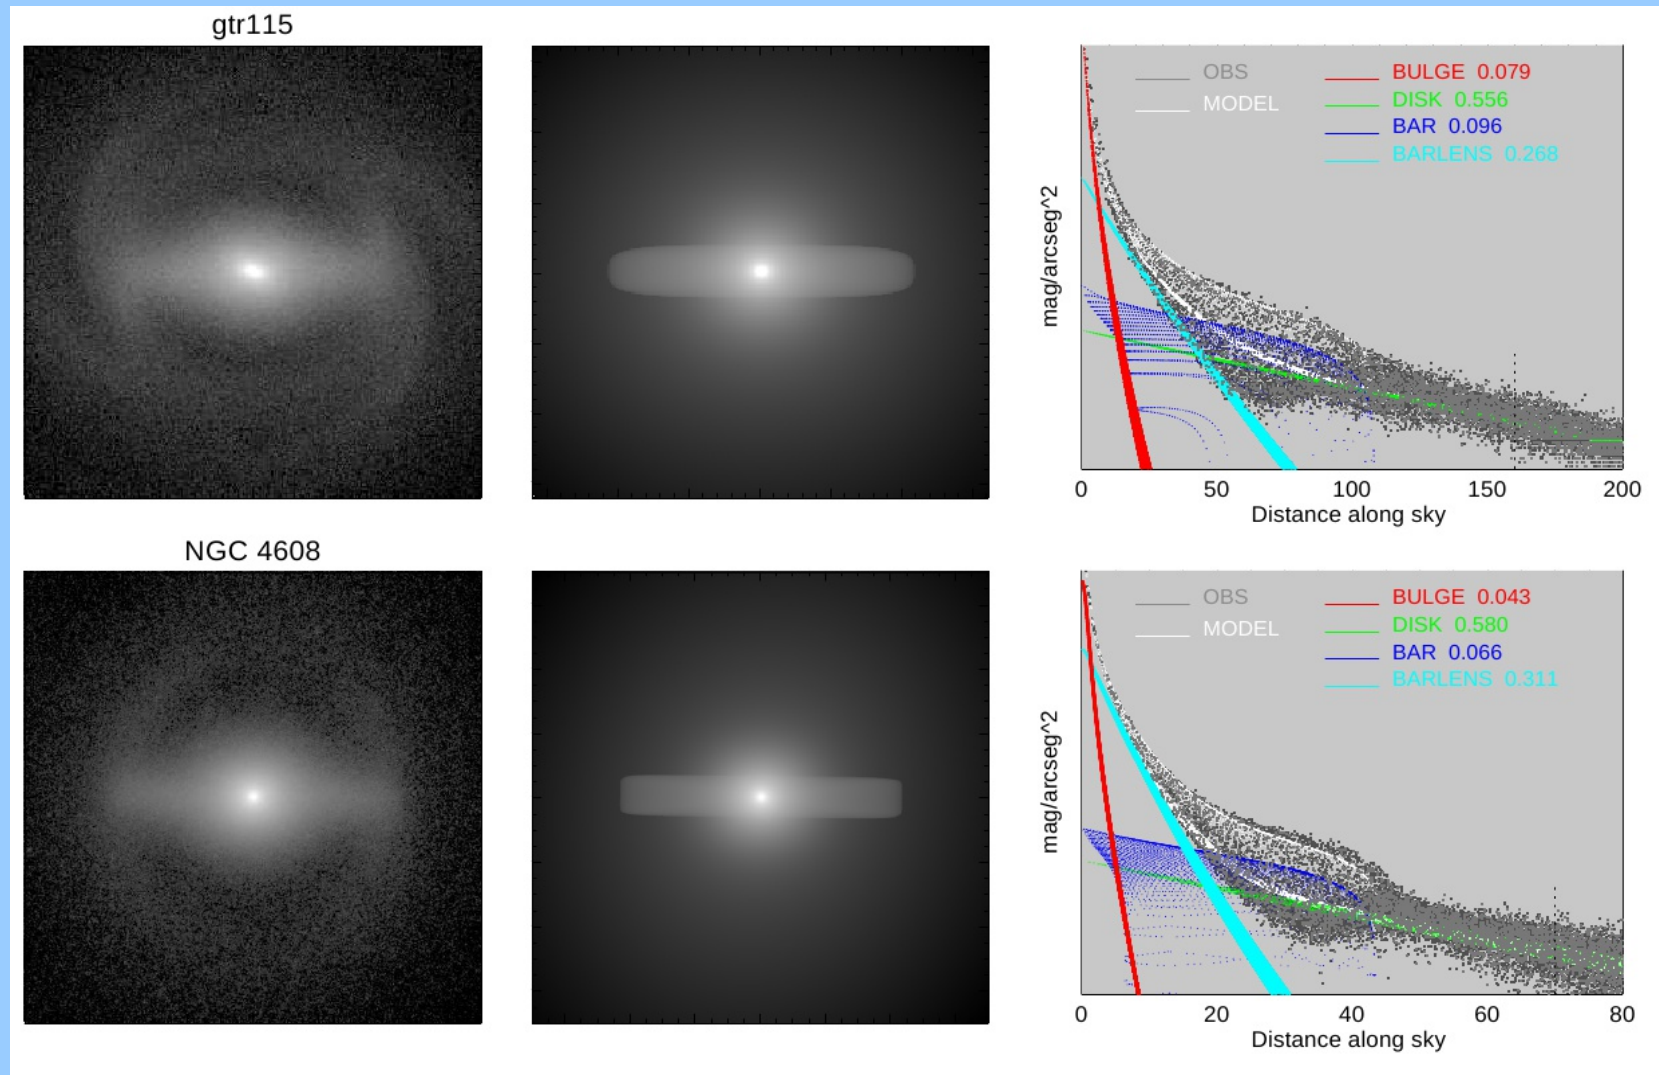 gtr115
OBS
MODEL
BULGE 0.079
DISK 0.556
BAR 0.096
BARLENS 0.268
mag/arcseg^2
0 50 100 150 200
Distance along sky
NGC 4608
OBS
MODEL
BULGE 0.043
DISK 0.580
BAR 0.066
BARLENS 0.311
mag/arcseg^2
0 20 40 60 80
Distance along sky